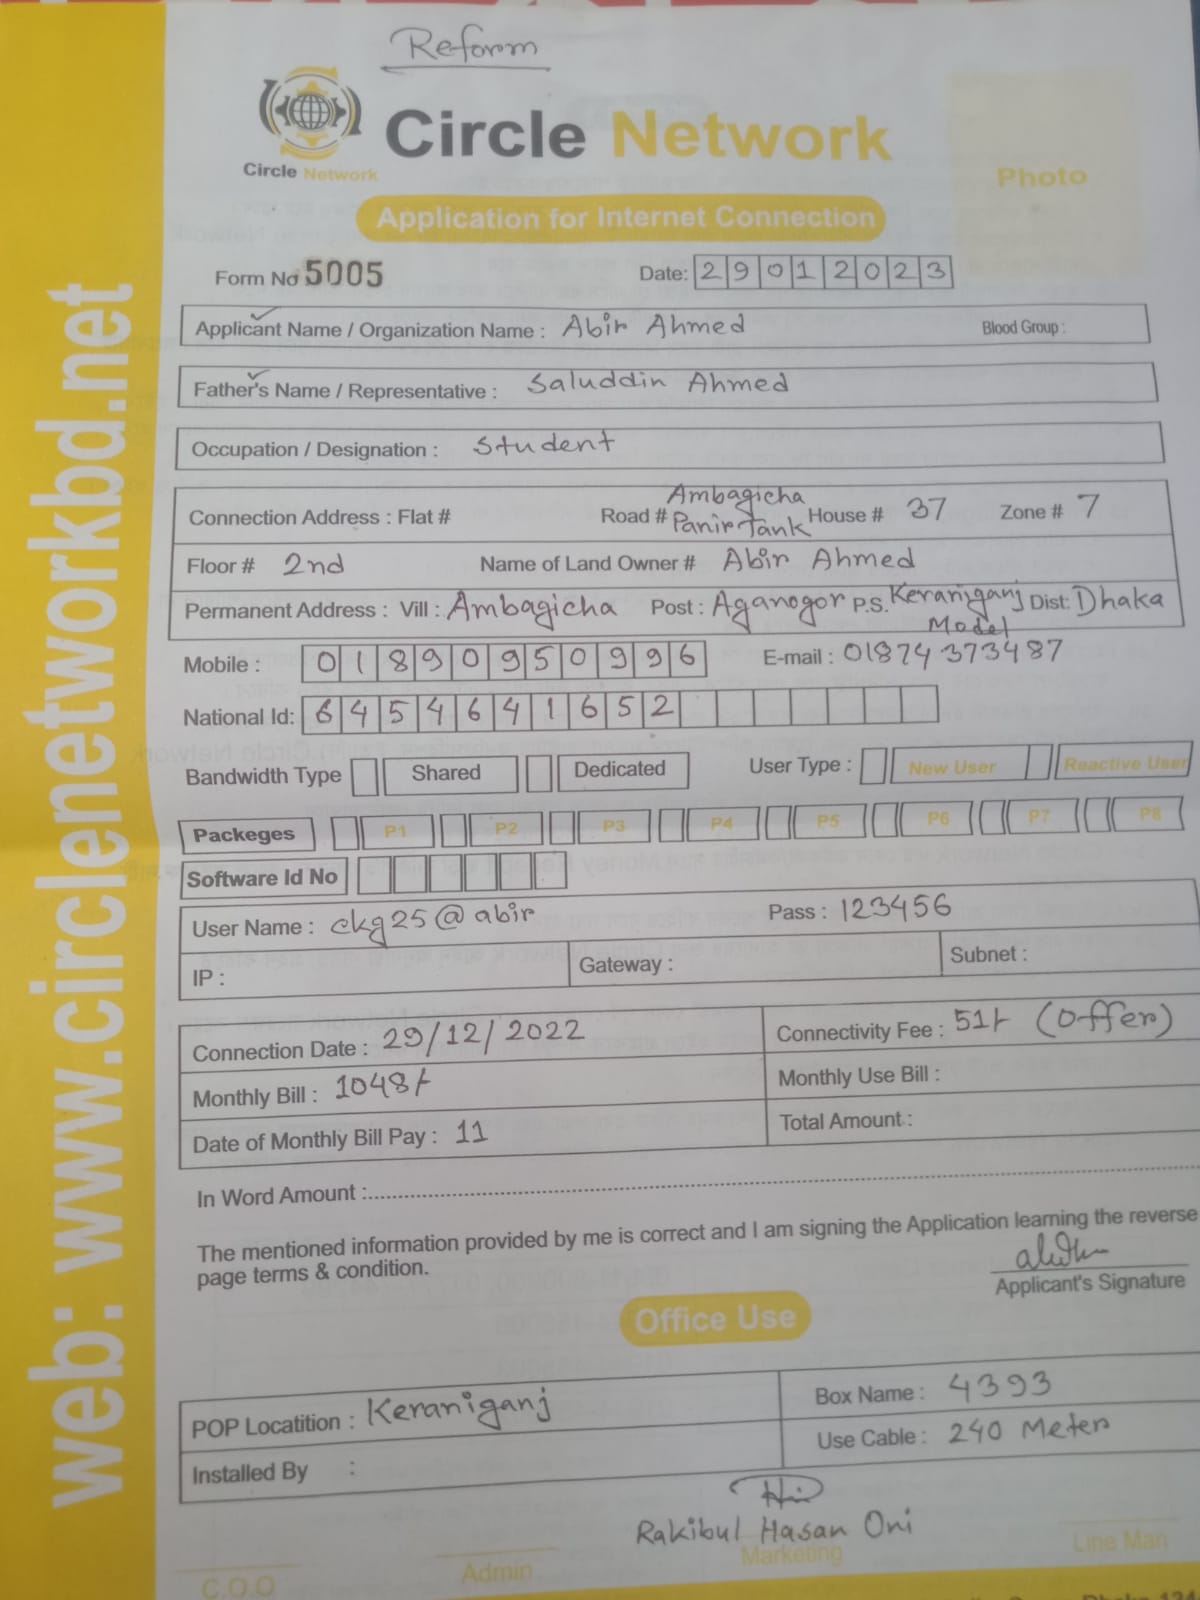 Reform
Circle Network
Circle Network
Photo
Application for Internet Connection
Form No 5005 Date: 29012023
Applicant Name / Organization Name : Abir Ahmed Blood Group :
Father's Name / Representative : Saluddin Ahmed
Occupation / Designation : Student
Connection Address : Flat # Road # Ambagicha Panir Tank House # 37 Zone # 7
Floor # 2nd Name of Land Owner # Abir Ahmed
Permanent Address : Vill : Ambagicha Post : Aganogor P.S. Keraniganj Model Dist: Dhaka
Mobile : 01890950996 E-mail : 01874373487
National Id: 6454641652
Bandwidth Type Shared Dedicated User Type : New User Reactive User
Packeges P1 P2 P3 P4 P5 P6 P7 P8
Software Id No
User Name : ckg25@abir Pass : 123456
IP : Gateway : Subnet :
Connection Date : 29/12/2022 Connectivity Fee : 51/- (Offer)
Monthly Bill : 1048/- Monthly Use Bill :
Date of Monthly Bill Pay : 11 Total Amount :
In Word Amount :
The mentioned information provided by me is correct and I am signing the Application learning the reverse
page terms & condition.
Applicant's Signature
Office Use
POP Locatition : Keraniganj Box Name : 4393
Installed By : Use Cable : 240 Meter
Rakibul Hasan Oni
C.O.O Admin Marketing Line Man
web: www.circlenetworkbd.net